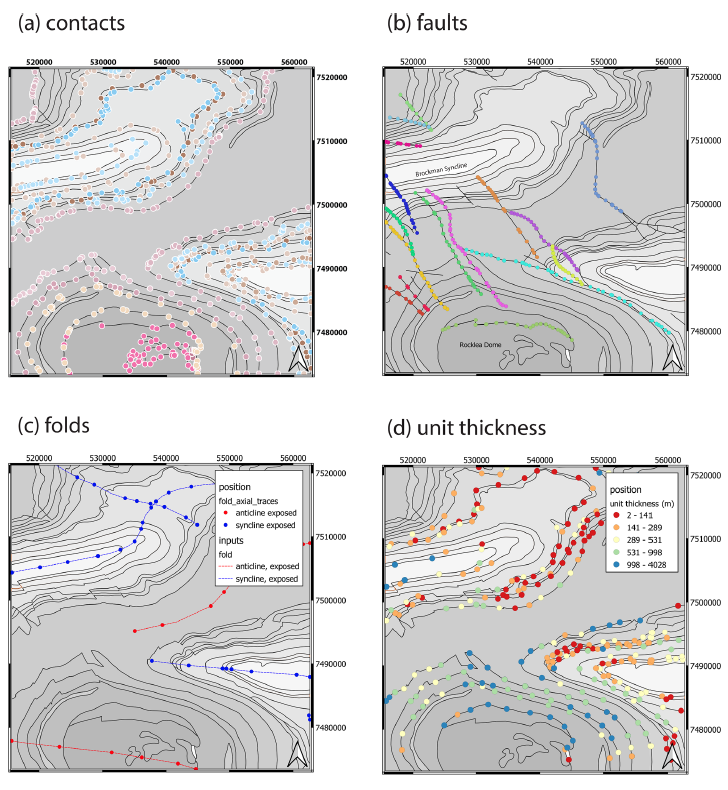 (a) contacts
(b) faults
520000 530000 540000 550000 560000
520000 530000 540000 550000 560000
7520000
7510000
7500000
7490000
7480000
7520000
7510000
7500000
7490000
7480000
Brockman Syncline
Rocklea Dome
(c) folds
(d) unit thickness
520000 530000 540000 550000 560000
520000 530000 540000 550000 560000
position
fold_axial_traces
anticline exposed
syncline exposed
inputs
fold
anticline, exposed
syncline, exposed
7520000
7510000
7500000
7490000
7480000
position
unit thickness (m)
2 - 141
141 - 289
289 - 531
531 - 998
998 - 4028
7520000
7510000
7500000
7490000
7480000